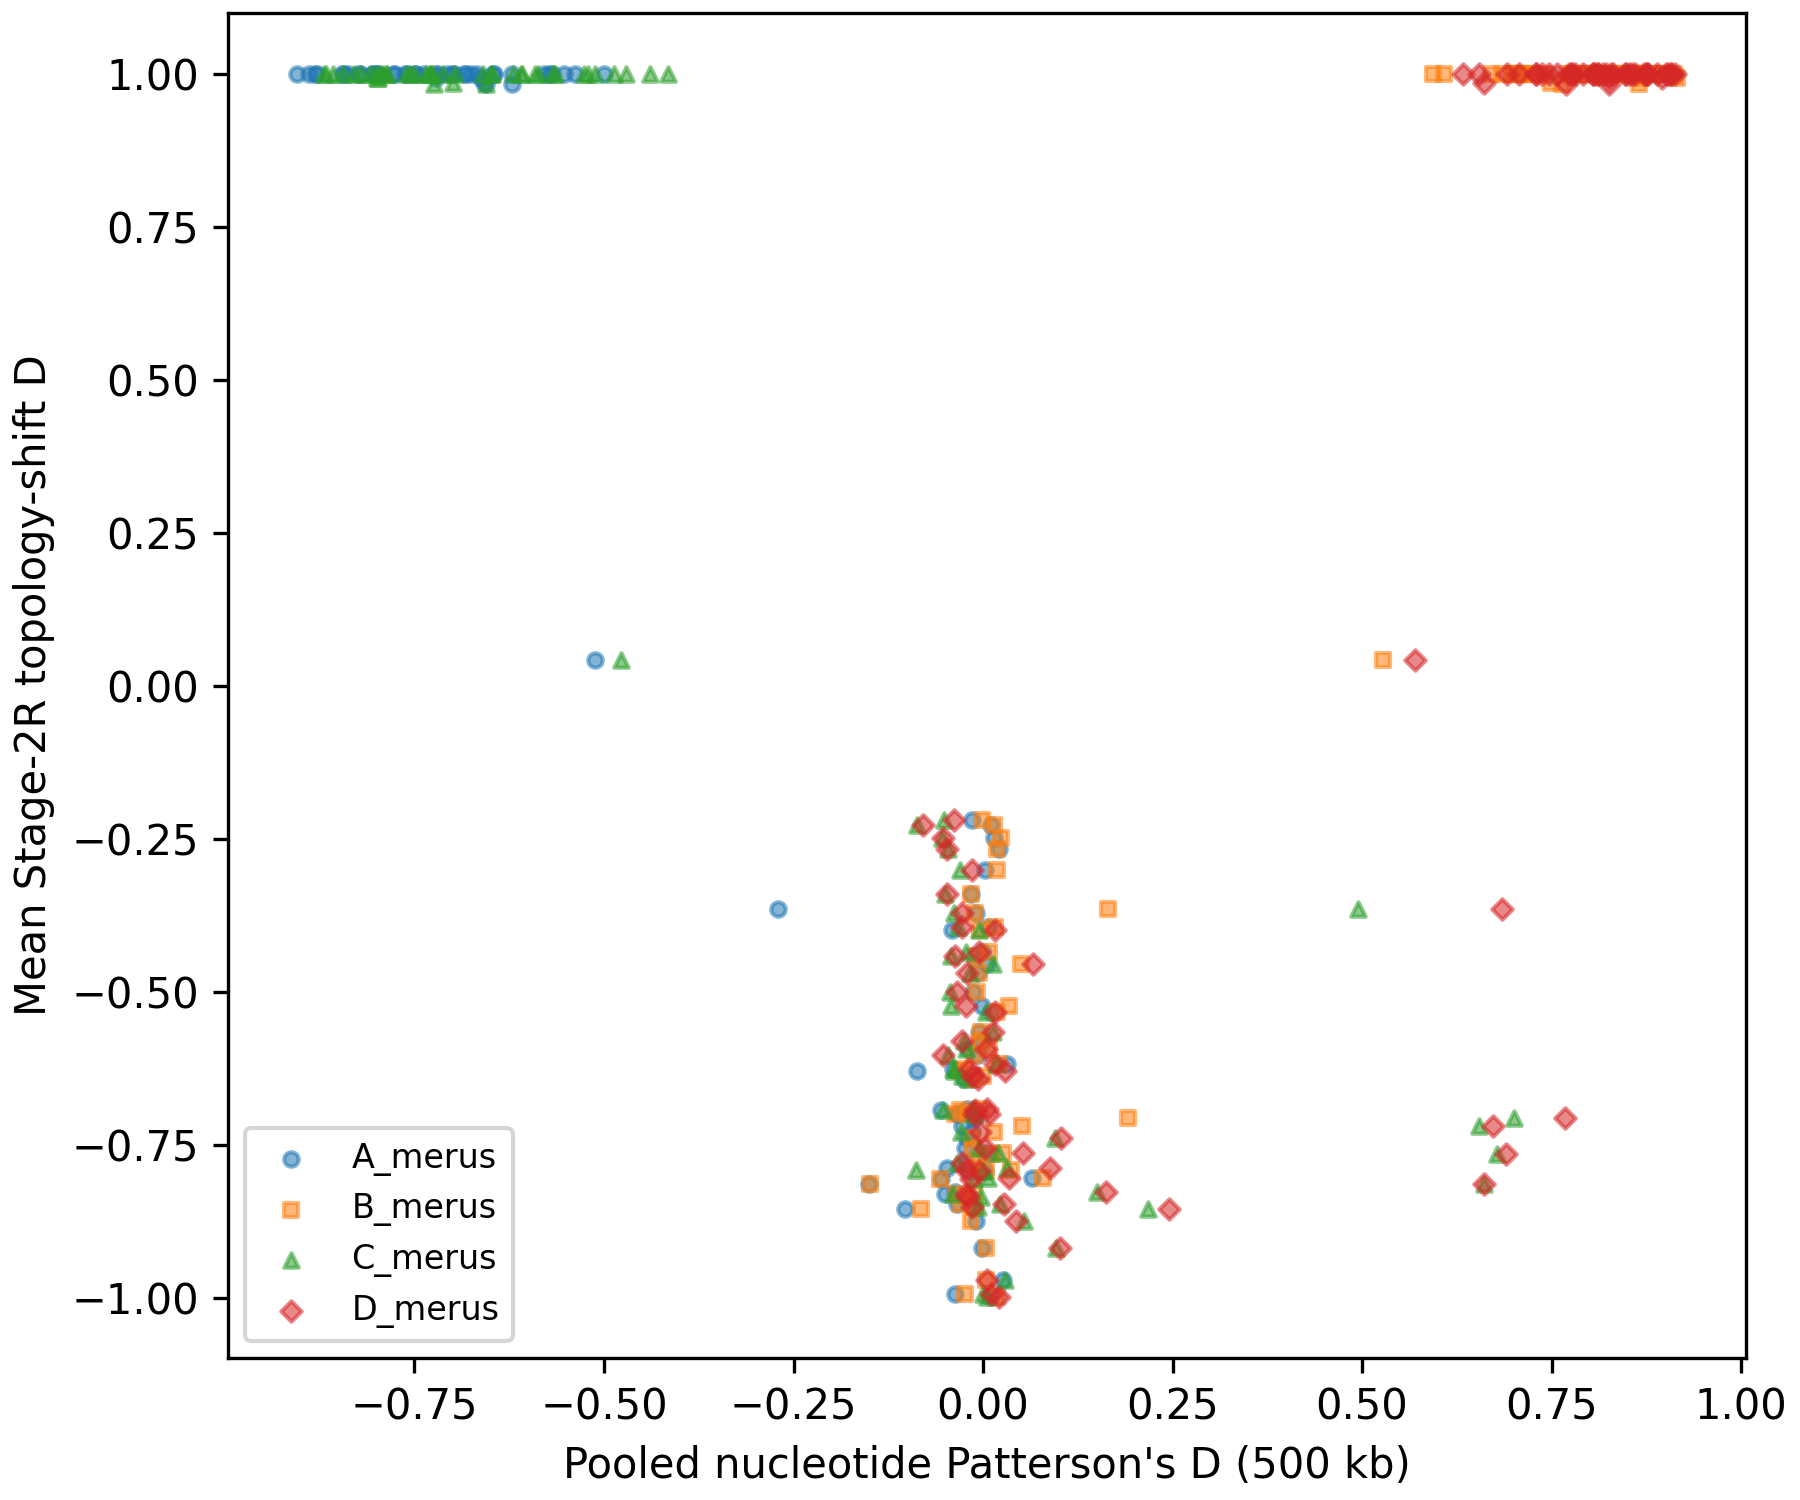 1.00
0.75
0.50
0.25
0.00
−0.25
−0.50
−0.75
−1.00
Mean Stage-2R topology-shift D
A_merus
B_merus
C_merus
D_merus
−0.75 −0.50 −0.25 0.00 0.25 0.50 0.75 1.00
Pooled nucleotide Patterson's D (500 kb)